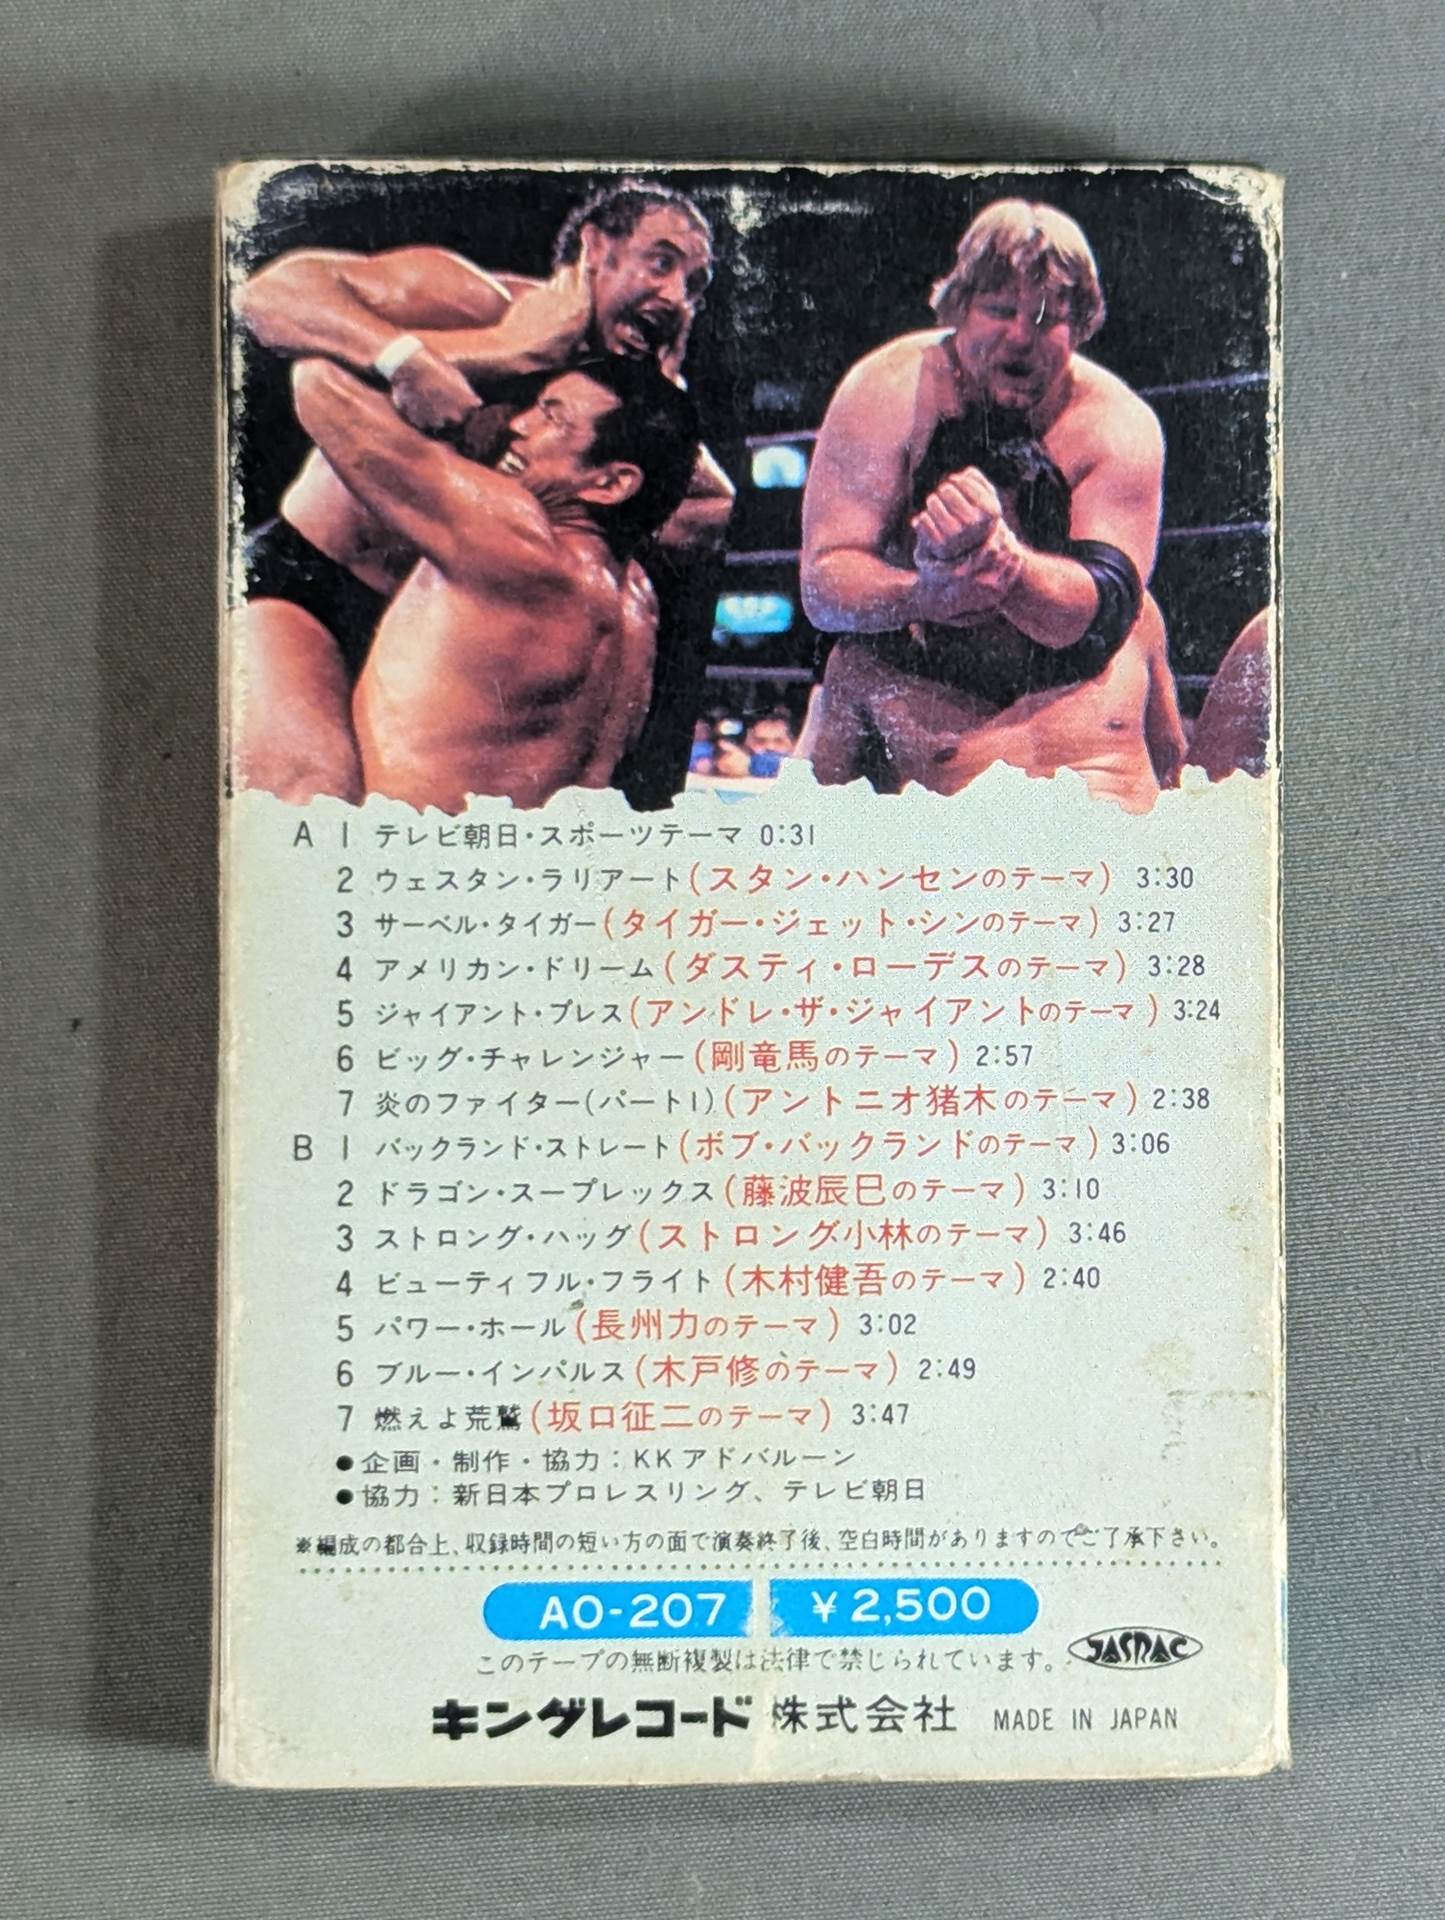 A 1 テレビ朝日・スポーツテーマ 0:31
2 ウェスタン・ラリアート(スタン・ハンセンのテーマ) 3:30
3 サーベル・タイガー(タイガー・ジェット・シンのテーマ) 3:27
4 アメリカン・ドリーム(ダスティ・ローデスのテーマ) 3:28
5 ジャイアント・プレス(アンドレ・ザ・ジャイアントのテーマ) 3:24
6 ビッグ・チャレンジャー(剛竜馬のテーマ) 2:57
7 炎のファイター(パート1)(アントニオ猪木のテーマ) 2:38
B 1 バックランド・ストレート(ボブ・バックランドのテーマ) 3:06
2 ドラゴン・スープレックス(藤波辰巳のテーマ) 3:10
3 ストロング・ハッグ(ストロング小林のテーマ) 3:46
4 ビューティフル・フライト(木村健吾のテーマ) 2:40
5 パワー・ホール(長州力のテーマ) 3:02
6 ブルー・インパルス(木戸修のテーマ) 2:49
7 燃えよ荒鷲(坂口征二のテーマ) 3:47
●企画・制作・協力:KKアドバルーン
●協力:新日本プロレスリング、テレビ朝日
※編成の都合上、収録時間の短い方の面で演奏終了後、空白時間がありますのでご了承下さい。
AO-207 ¥2,500
このテープの無断複製は法律で禁じられています。 JASRAC
キングレコード株式会社 MADE IN JAPAN